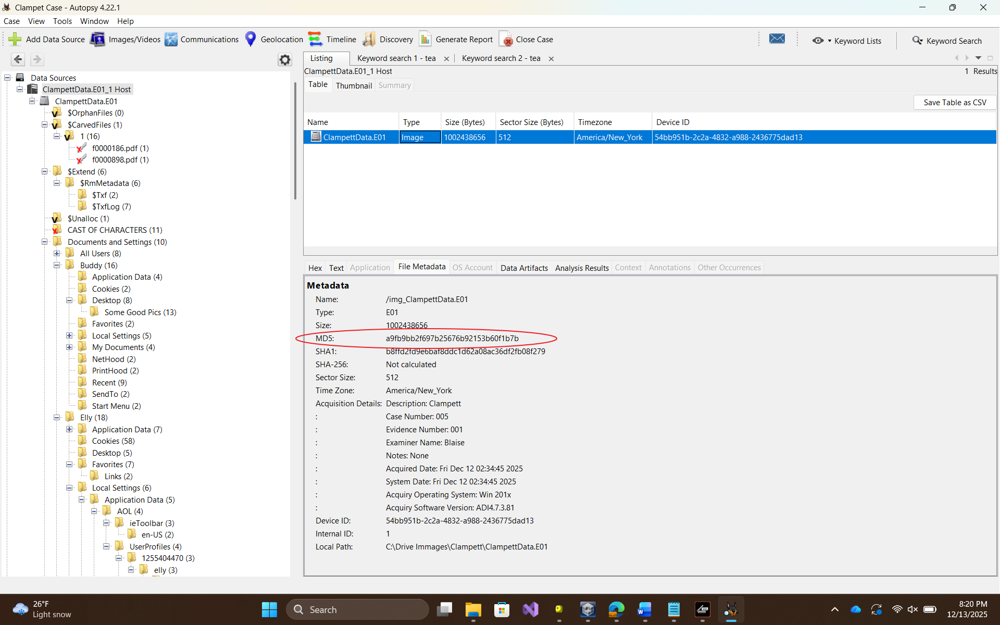 Clampet Case - Autopsy 4.22.1
Case View Tools Window Help
Add Data Source Images/Videos Communications Geolocation Timeline Discovery Generate Report Close Case Keyword Lists Keyword Search
Listing Keyword search 1 - tea Keyword search 2 - tea
ClampettData.E01_1 Host 1 Results
Table Thumbnail Summary
Save Table as CSV
Name Type Size (Bytes) Sector Size (Bytes) Timezone Device ID
ClampettData.E01 Image 1002438656 512 America/New_York 54bb951b-2c2a-4832-a988-2436775dad13
Data Sources
ClampettData.E01_1 Host
ClampettData.E01
$OrphanFiles (0)
$CarvedFiles (1)
1 (16)
f0000186.pdf (1)
f0000898.pdf (1)
$Extend (6)
$RmMetadata (6)
$Txf (2)
$TxfLog (7)
$Unalloc (1)
CAST OF CHARACTERS (11)
Documents and Settings (10)
All Users (8)
Buddy (16)
Application Data (4)
Cookies (2)
Desktop (8)
Some Good Pics (13)
Favorites (2)
Local Settings (5)
My Documents (4)
NetHood (2)
PrintHood (2)
Recent (9)
SendTo (2)
Start Menu (2)
Elly (18)
Application Data (7)
Cookies (58)
Desktop (5)
Favorites (7)
Links (2)
Local Settings (6)
Application Data (5)
AOL (4)
ieToolbar (3)
en-US (2)
UserProfiles (4)
1255404470 (3)
elly (3)
Hex Text Application File Metadata OS Account Data Artifacts Analysis Results Context Annotations Other Occurrences
Metadata
Name: /img_ClampettData.E01
Type: E01
Size: 1002438656
MD5: a9fb9bb2f697b25676b92153b60f1b7b
SHA1: b8ffd2fd9e6baf8ddc1d62a08ac36df2fb08f279
SHA-256: Not calculated
Sector Size: 512
Time Zone: America/New_York
Acquisition Details: Description: Clampett
: Case Number: 005
: Evidence Number: 001
: Examiner Name: Blaise
: Notes: None
: Acquired Date: Fri Dec 12 02:34:45 2025
: System Date: Fri Dec 12 02:34:45 2025
: Acquiry Operating System: Win 201x
: Acquiry Software Version: ADI4.7.3.81
Device ID: 54bb951b-2c2a-4832-a988-2436775dad13
Internal ID: 1
Local Path: C:\Drive Immages\Clampett\ClampettData.E01
26°F
Light snow
Search
8:20 PM
12/13/2025